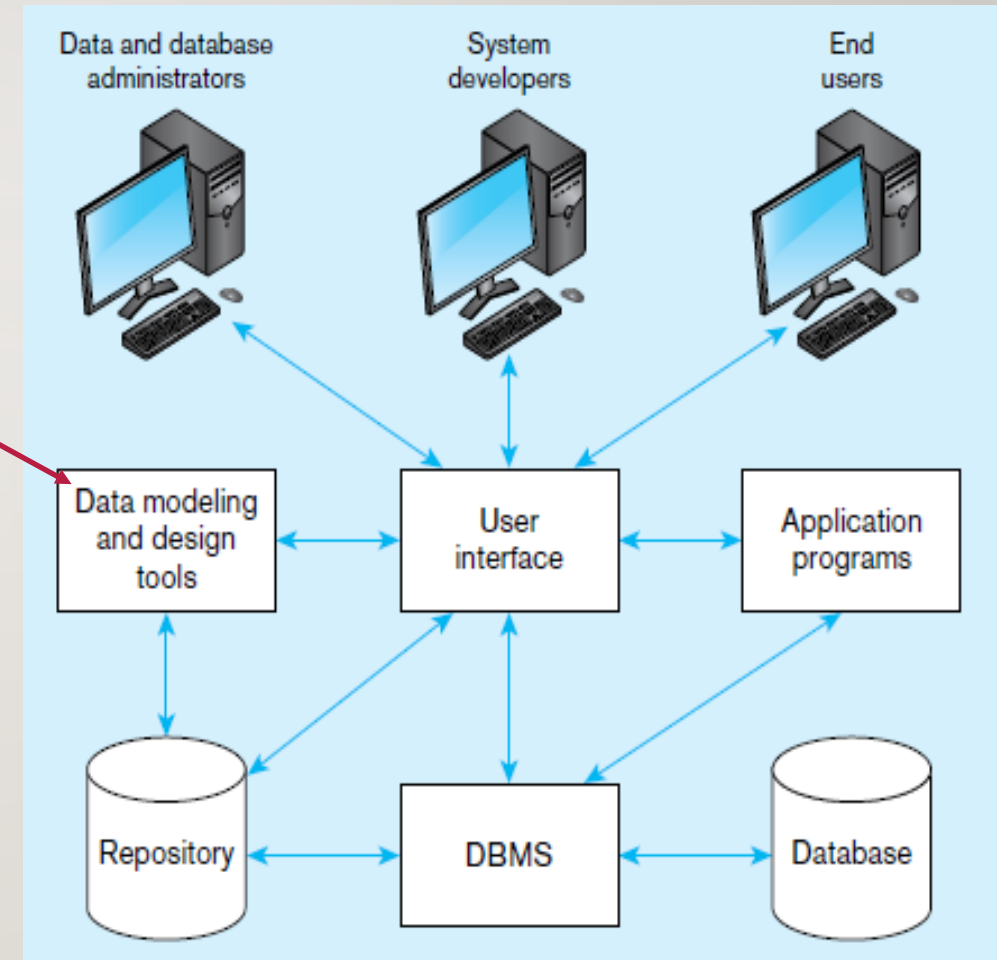 Data and database
administrators
System
developers
End
users
Data modeling
and design
tools
User
interface
Application
programs
Repository
DBMS
Database